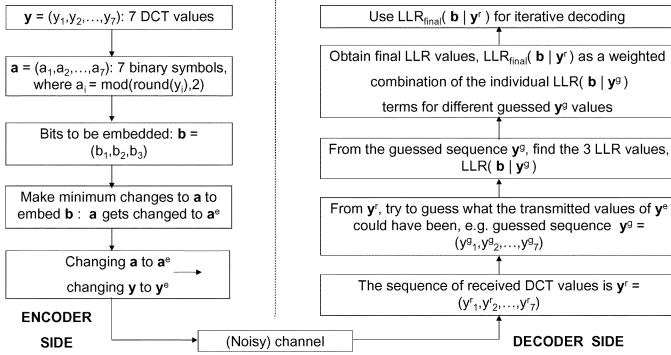 y = (y1,y2,...,y7): 7 DCT values
a = (a1,a2,...,a7): 7 binary symbols,
where ai = mod(round(yi),2)
Bits to be embedded: b =
(b1,b2,b3)
Make minimum changes to a to
embed b : a gets changed to aᵉ
Changing a to aᵉ →
changing y to yᵉ
ENCODER
SIDE
(Noisy) channel
Use LLRfinal( b | yʳ ) for iterative decoding
Obtain final LLR values, LLRfinal( b | yʳ ) as a weighted
combination of the individual LLR( b | yᵍ )
terms for different guessed yᵍ values
From the guessed sequence yᵍ, find the 3 LLR values,
LLR( b | yᵍ )
From yʳ, try to guess what the transmitted values of yᵉ
could have been, e.g. guessed sequence yᵍ =
(yᵍ1,yᵍ2,...,yᵍ7)
The sequence of received DCT values is yʳ =
(yʳ1,yʳ2,...,yʳ7)
DECODER SIDE